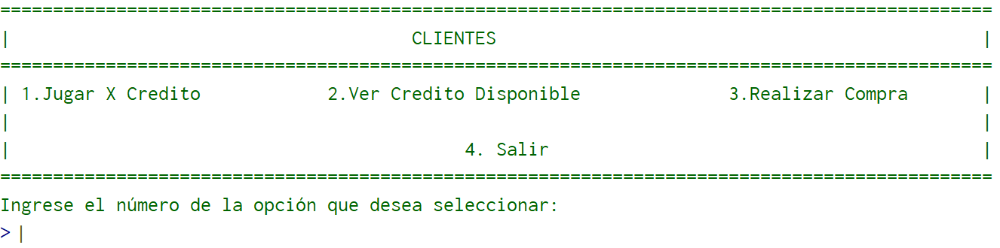 ==============================================================================================
|                                      CLIENTES                                              |
==============================================================================================
| 1.Jugar X Credito            2.Ver Credito Disponible              3.Realizar Compra       |
|                                                                                            |
|                                           4. Salir                                         |
==============================================================================================
Ingrese el número de la opción que desea seleccionar:
>